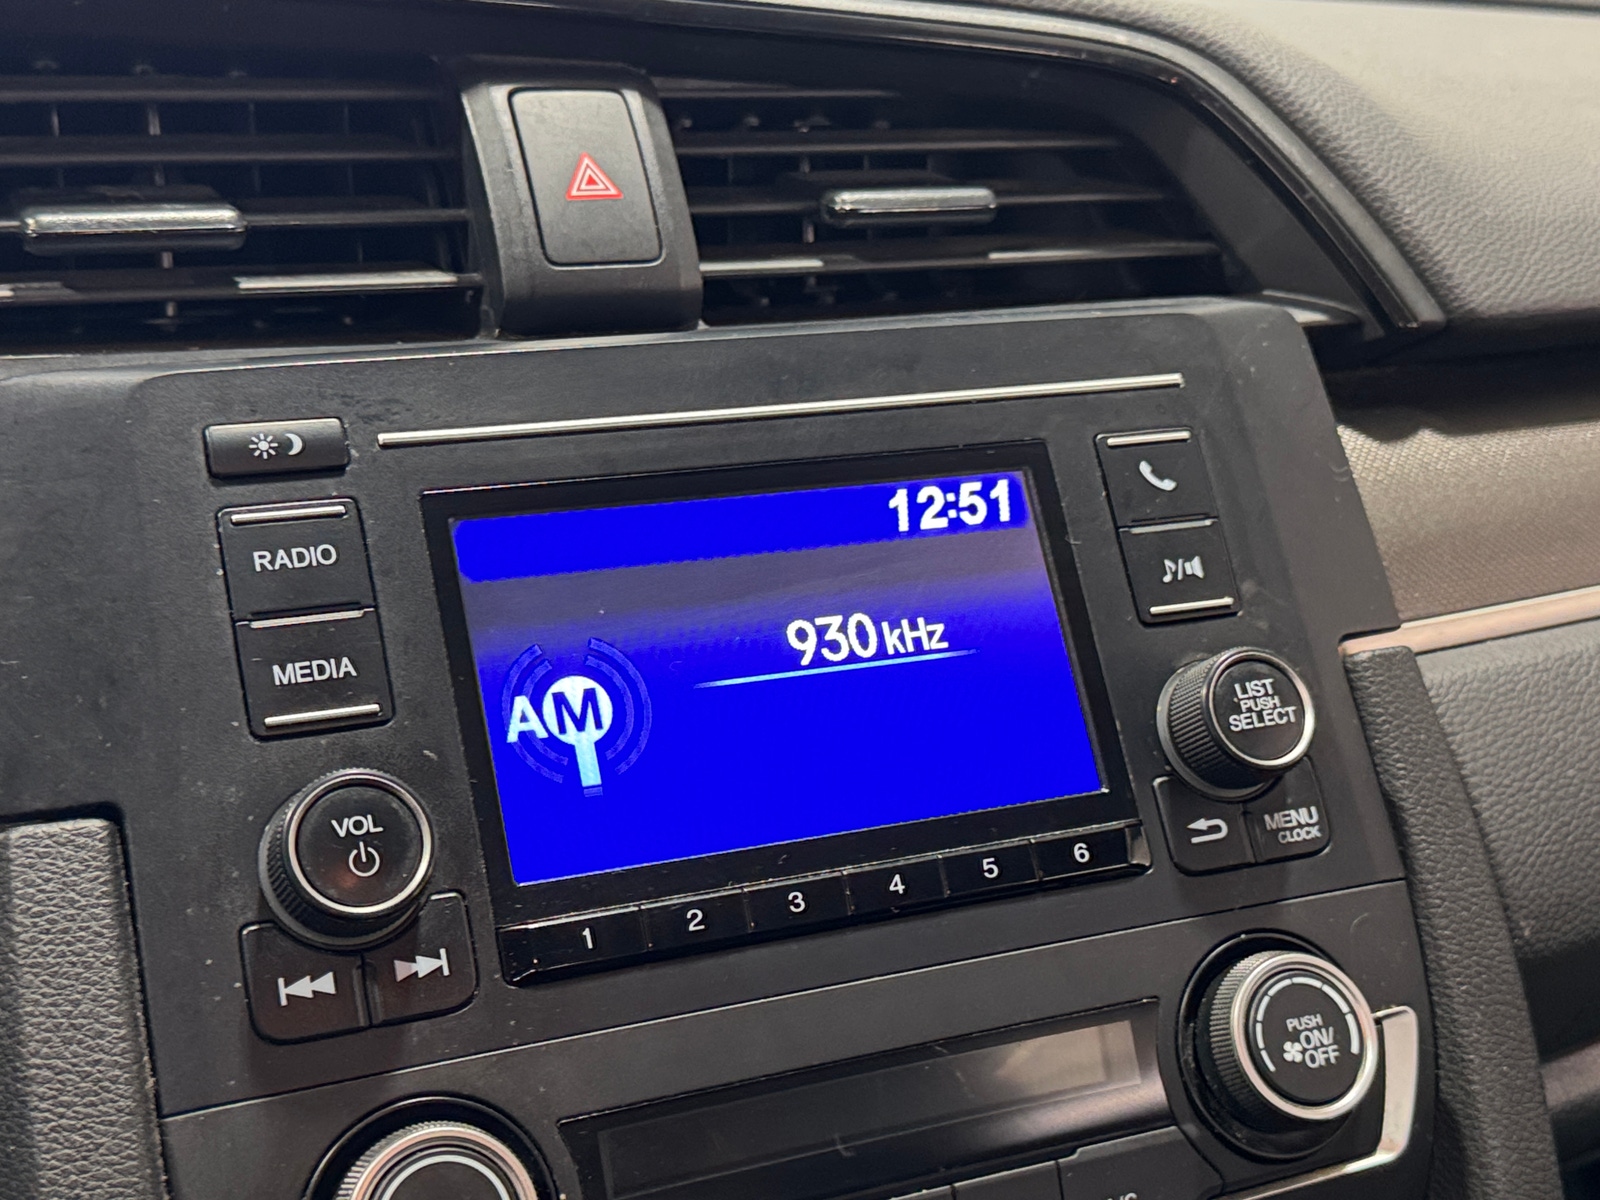 12:51
RADIO
MEDIA
930 kHz
AM
LIST
PUSH
SELECT
VOL
MENU
CLOCK
1 2 3 4 5 6
PUSH
ON/
OFF